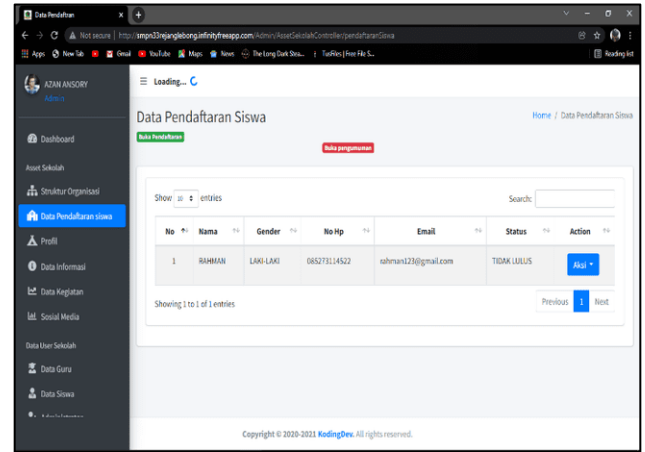 Data Pendaftran
Not secure | http://smpn33rejanglebong.infinityfreeapp.com/Admin/AssetSekolahController/pendaftaranSiswa
Apps New Tab Gmail YouTube Maps News The Long Dark Stea... TusFiles | Free File S... Reading list
AZAN ANSORY
Admin
Loading...
Data Pendaftaran Siswa
Home / Data Pendaftaran Siswa
Buka Pendaftaran
Buka pengumuman
Dashboard
Asset Sekolah
Struktur Organisasi
Data Pendaftaran siswa
Profil
Data Informasi
Data Kegiatan
Sosial Media
Data User Sekolah
Data Guru
Data Siswa
Show 10 entries
Search:
No Nama Gender No Hp Email Status Action
1 RAHMAN LAKI-LAKI 085273114522 rahman123@gmail.com TIDAK LULUS Aksi
Showing 1 to 1 of 1 entries
Previous 1 Next
Copyright © 2020-2021 KodingDev. All rights reserved.